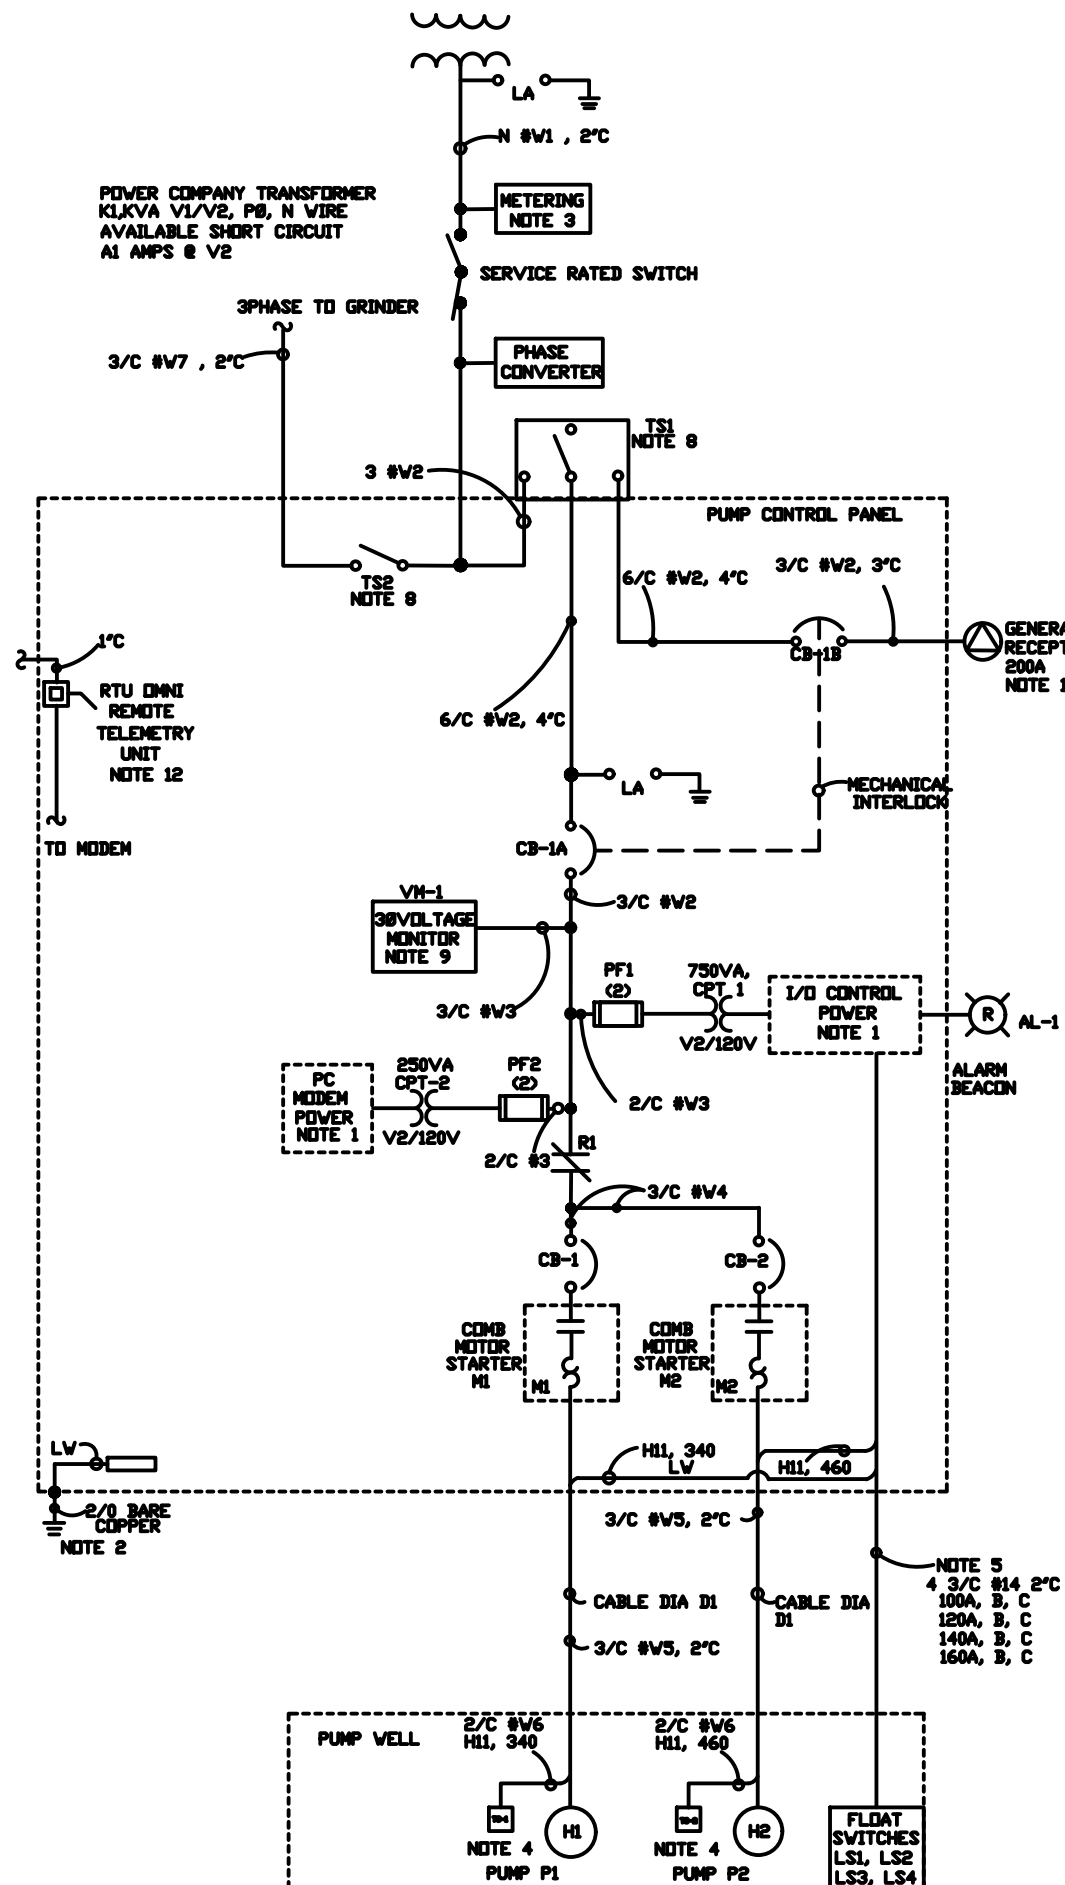 LA
N #W1 , 2"C
POWER COMPANY TRANSFORMER
K1,KVA V1/V2, PØ, N WIRE
AVAILABLE SHORT CIRCUIT
A1 AMPS @ V2
METERING
NOTE 3
SERVICE RATED SWITCH
3PHASE TO GRINDER
3/C #W7 , 2"C
PHASE
CONVERTER
TS1
NOTE 8
3 #W2
PUMP CONTROL PANEL
TS2
NOTE 8
6/C #W2, 4"C
3/C #W2, 3"C
CB-1B
GENERA
RECEPT
200A
NOTE 1
1"C
RTU OMNI
REMOTE
TELEMETRY
UNIT
NOTE 12
TO MODEM
6/C #W2, 4"C
LA
MECHANICAL
INTERLOCK
CB-1A
3/C #W2
VM-1
3ØVOLTAGE
MONITOR
NOTE 9
3/C #W3
PF1
(2)
750VA,
CPT 1
V2/120V
I/O CONTROL
POWER
NOTE 1
R
AL-1
ALARM
BEACON
PC
MODEM
POWER
NOTE 1
250VA
CPT-2
V2/120V
PF2
(2)
2/C #W3
2/C #3
R1
3/C #W4
CB-1
CB-2
COMB
MOTOR
STARTER
M1
M1
COMB
MOTOR
STARTER
M2
M2
LW
2/0 BARE
COPPER
NOTE 2
H11, 340
LW
H11, 460
3/C #W5, 2"C
NOTE 5
4 3/C #14 2"C
100A, B, C
120A, B, C
140A, B, C
160A, B, C
CABLE DIA D1
CABLE DIA
D1
3/C #W5, 2"C
PUMP WELL
2/C #W6
H11, 340
2/C #W6
H11, 460
NOTE 4
H1
PUMP P1
NOTE 4
H2
PUMP P2
FLOAT
SWITCHES
LS1, LS2
LS3, LS4